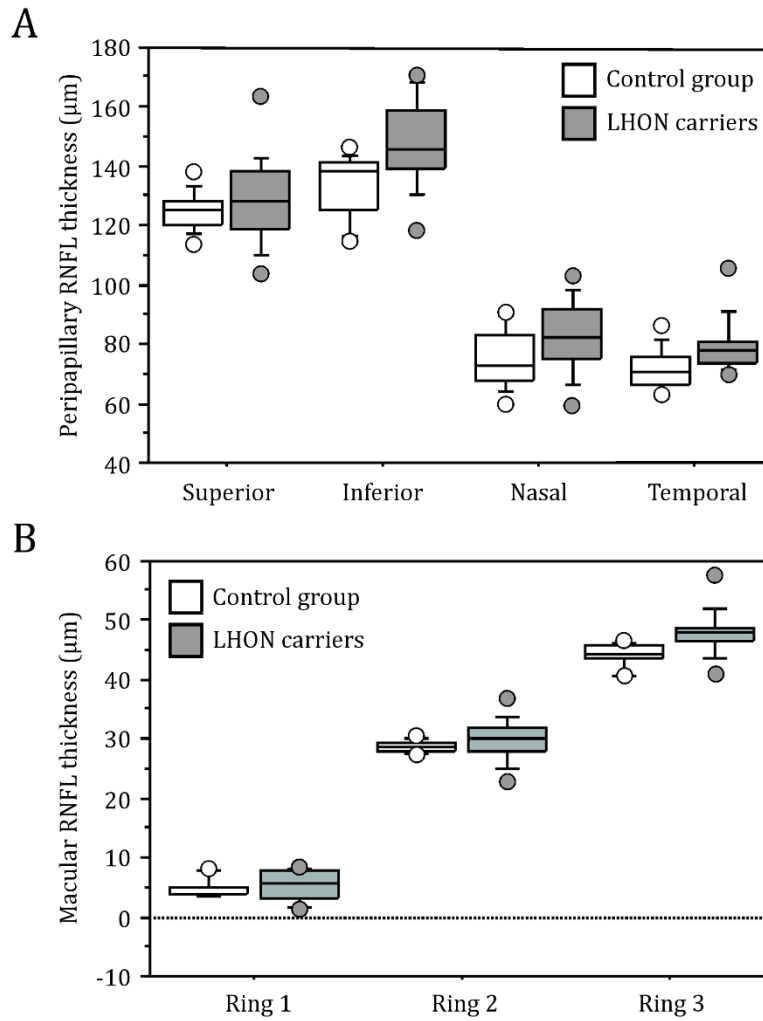 A
Peripapillary RNFL thickness (µm)
180
160
140
120
100
80
60
40
Control group
LHON carriers
Superior Inferior Nasal Temporal
B
Macular RNFL thickness (µm)
60
50
40
30
20
10
0
-10
Control group
LHON carriers
Ring 1 Ring 2 Ring 3